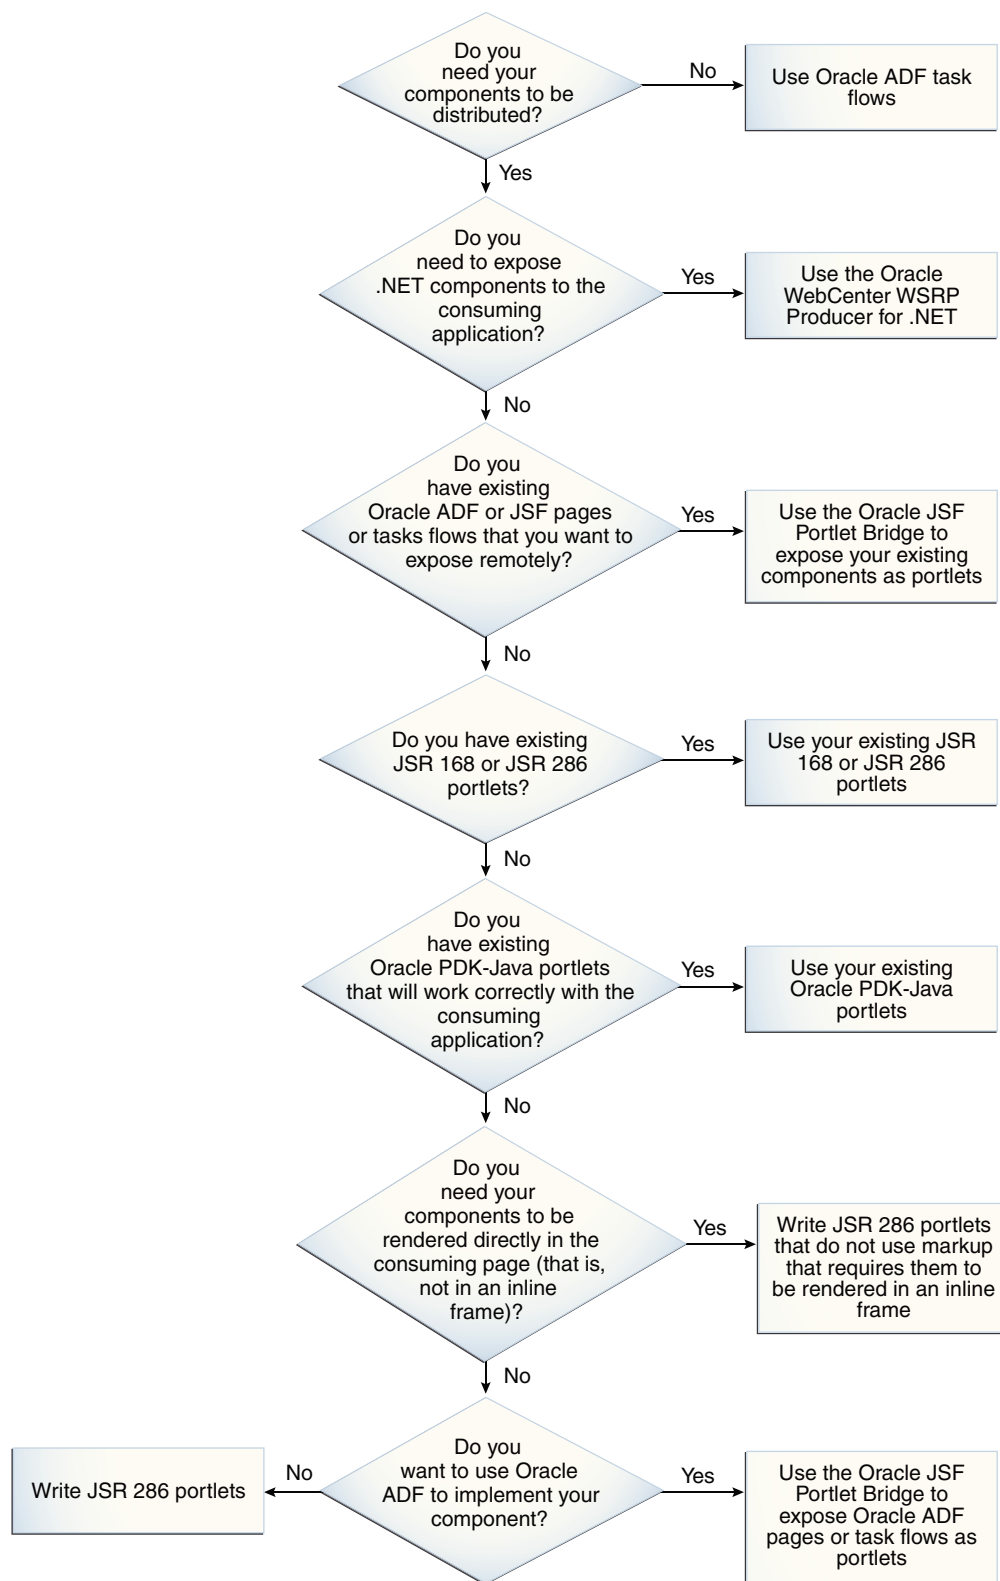 Do you
need your
components to be
distributed?
No
Use Oracle ADF task
flows
Yes
Do you
need to expose
.NET components to the
consuming
application?
Yes
Use the Oracle
WebCenter WSRP
Producer for .NET
No
Do you
have existing
Oracle ADF or JSF pages
or tasks flows that you want to
expose remotely?
Yes
Use the Oracle JSF
Portlet Bridge to
expose your existing
components as portlets
No
Do you have existing
JSR 168 or JSR 286
portlets?
Yes
Use your existing JSR
168 or JSR 286
portlets
No
Do you
have existing
Oracle PDK-Java portlets
that will work correctly with the
consuming
application?
Yes
Use your existing
Oracle PDK-Java
portlets
No
Do you
need your
components to be
rendered directly in the
consuming page (that is,
not in an inline
frame)?
Yes
Write JSR 286 portlets
that do not use markup
that requires them to
be rendered in an inline
frame
No
Do you
want to use Oracle
ADF to implement your
component?
No
Write JSR 286 portlets
Yes
Use the Oracle JSF
Portlet Bridge to
expose Oracle ADF
pages or task flows as
portlets